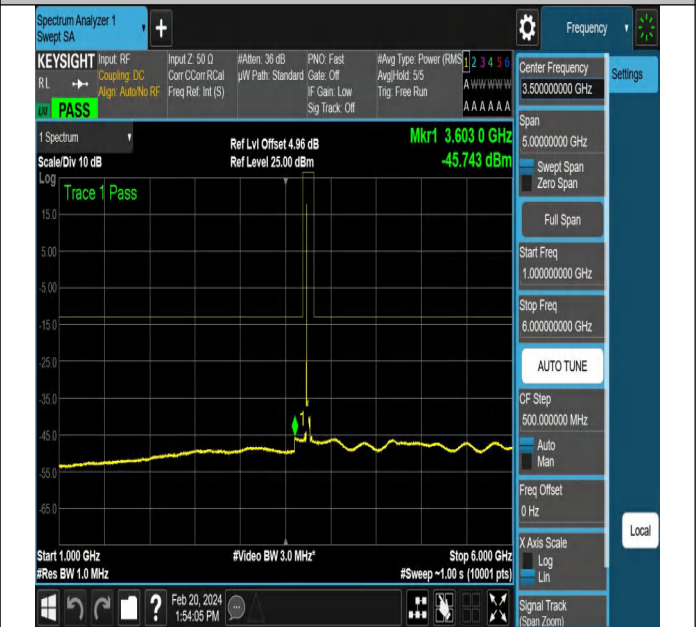 Spectrum Analyzer 1
Swept SA
+
Frequency
KEYSIGHT
RL
PASS
Input: RF
Coupling: DC
Align: Auto/No RF
Input Z: 50 Ω
Corr CCorr RCal
Freq Ref: Int (S)
#Atten: 36 dB
µW Path: Standard
PNO: Fast
Gate: Off
IF Gain: Low
Sig Track: Off
#Avg Type: Power (RMS
Avg|Hold: 5/5
Trig: Free Run
1 2 3 4 5 6
A W W W W W
A A A A A A
1 Spectrum
Scale/Div 10 dB
Log
Ref Lvl Offset 4.96 dB
Ref Level 25.00 dBm
Mkr1 3.603 0 GHz
-45.743 dBm
Trace 1 Pass
15.0
5.00
-5.00
-15.0
-25.0
-35.0
-45.0
-55.0
-65.0
1
Start 1.000 GHz
#Res BW 1.0 MHz
#Video BW 3.0 MHz*
Stop 6.000 GHz
#Sweep ~1.00 s (10001 pts)
Feb 20, 2024
1:54:05 PM
?
Center Frequency
3.500000000 GHz
Span
5.00000000 GHz
Swept Span
Zero Span
Full Span
Start Freq
1.000000000 GHz
Stop Freq
6.000000000 GHz
AUTO TUNE
CF Step
500.000000 MHz
Auto
Man
Freq Offset
0 Hz
X Axis Scale
Log
Lin
Signal Track
(Span Zoom)
Settings
Local